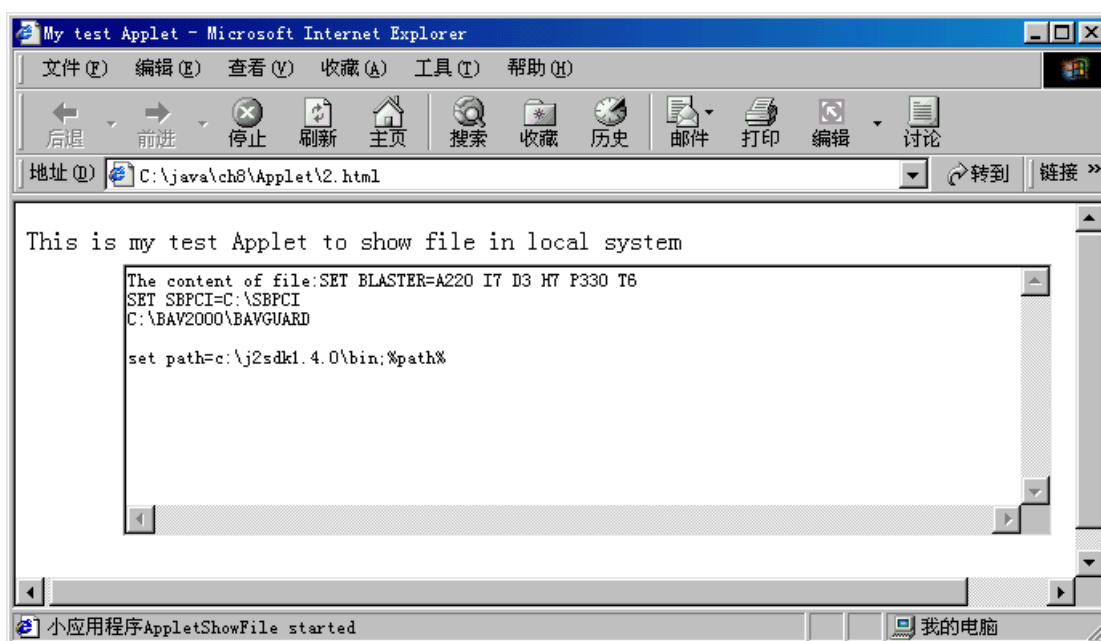 My test Applet - Microsoft Internet Explorer
文件(F) 编辑(E) 查看(V) 收藏(A) 工具(T) 帮助(H)
后退 前进 停止 刷新 主页 搜索 收藏 历史 邮件 打印 编辑 讨论
地址(D) C:\java\ch8\Applet\2.html 转到 链接 »
This is my test Applet to show file in local system
The content of file:SET BLASTER=A220 I7 D3 H7 P330 T6
SET SBPCI=C:\SBPCI
C:\BAV2000\BAVGUARD
set path=c:\j2sdk1.4.0\bin;%path%
小应用程序AppletShowFile started 我的电脑